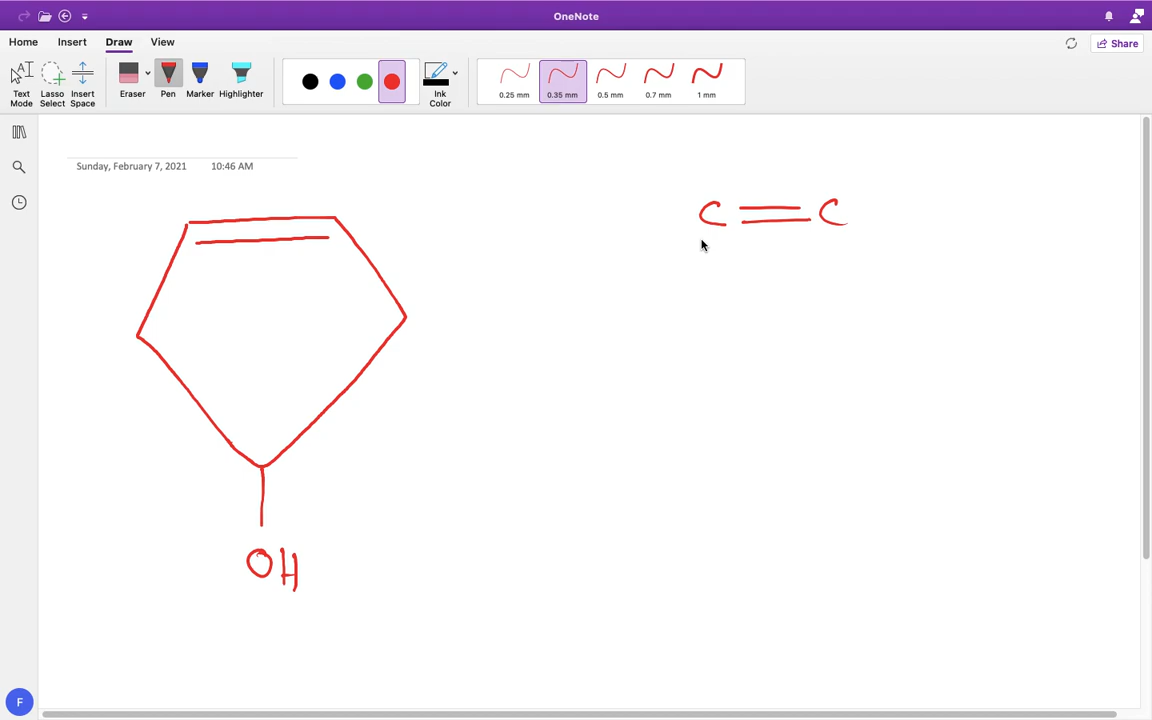 OneNote
Home Insert Draw View
Share
Text Mode
Lasso Select
Insert Space
Eraser
Pen
Marker
Highlighter
Ink Color
0.25 mm
0.35 mm
0.5 mm
0.7 mm
1 mm
Sunday, February 7, 2021 10:46 AM
C=C
OH
F